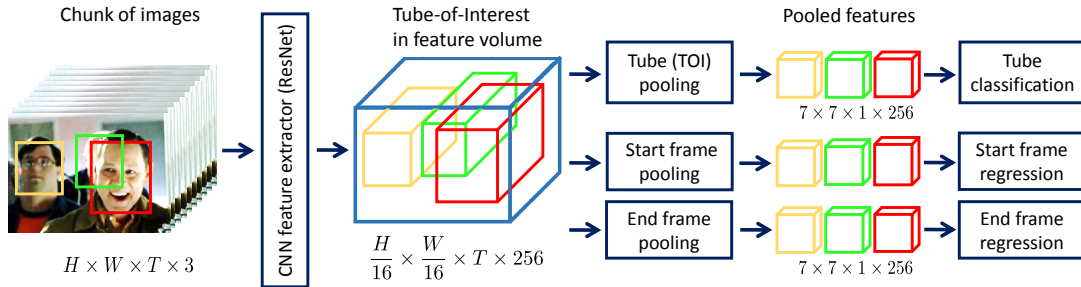 Chunk of images
H × W × T × 3
CNN feature extractor (ResNet)
Tube-of-Interest
in feature volume
H/16 × W/16 × T × 256
Tube (TOI)
pooling
Start frame
pooling
End frame
pooling
Pooled features
7 × 7 × 1 × 256
7 × 7 × 1 × 256
Tube
classification
Start frame
regression
End frame
regression